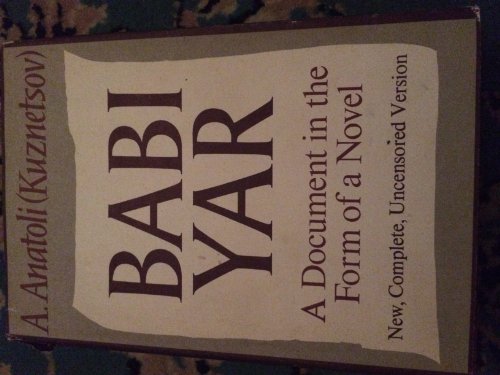 A. Anatoli (Kuznetsov)
BABI
YAR
A Document in the
Form of a Novel
New, Complete, Uncensored Version